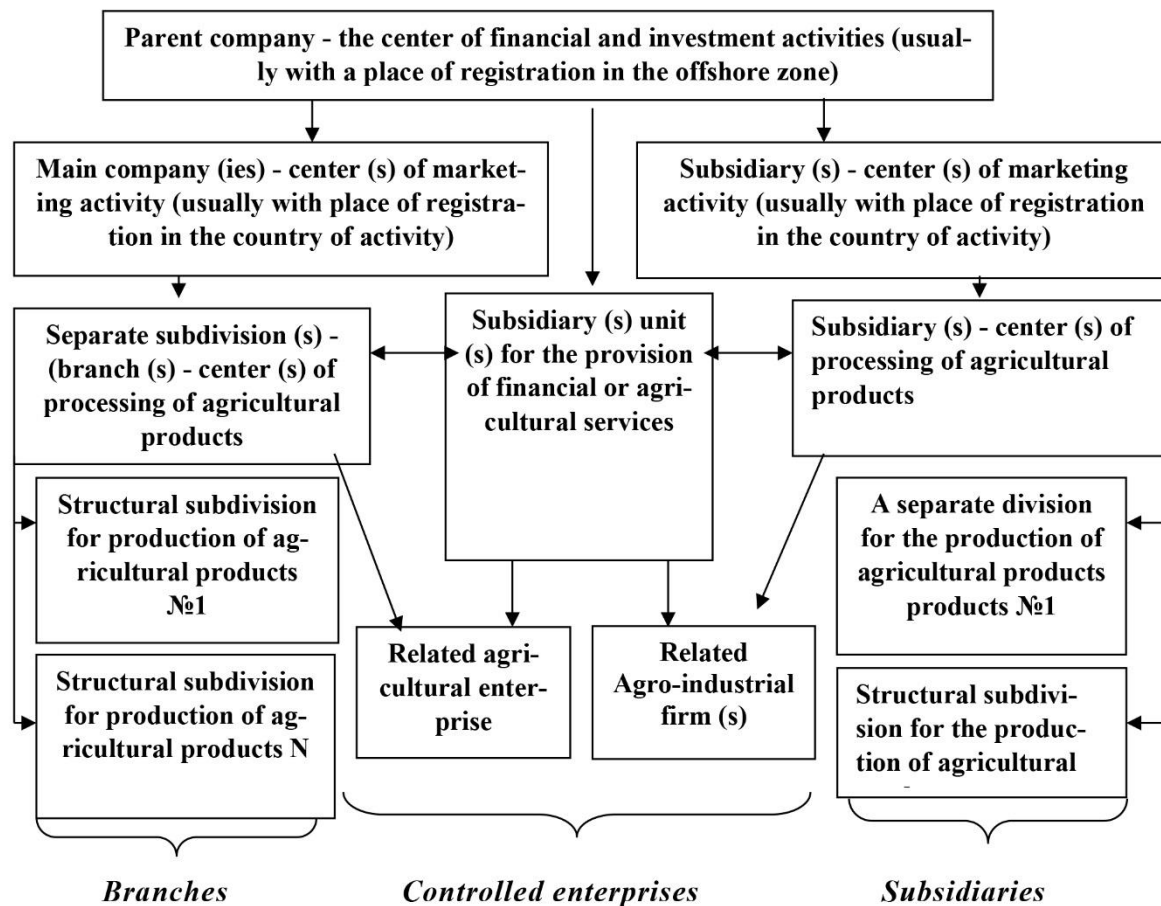 Parent company - the center of financial and investment activities (usual-
ly with a place of registration in the offshore zone)
Main company (ies) - center (s) of market-
ing activity (usually with place of registra-
tion in the country of activity)
Subsidiary (s) - center (s) of marketing
activity (usually with place of registration
in the country of activity)
Separate subdivision (s) -
(branch (s) - center (s) of
processing of agricultural
products
Subsidiary (s) unit
(s) for the provision
of financial or agri-
cultural services
Subsidiary (s) - center (s) of
processing of agricultural
products
Structural subdivision
for production of ag-
ricultural products
№1
A separate division
for the production of
agricultural products
products №1
Structural subdivision
for production of ag-
ricultural products N
Related agri-
cultural enter-
prise
Related
Agro-industrial
firm (s)
Structural subdivi-
sion for the produc-
tion of agricultural
Branches
Controlled enterprises
Subsidiaries